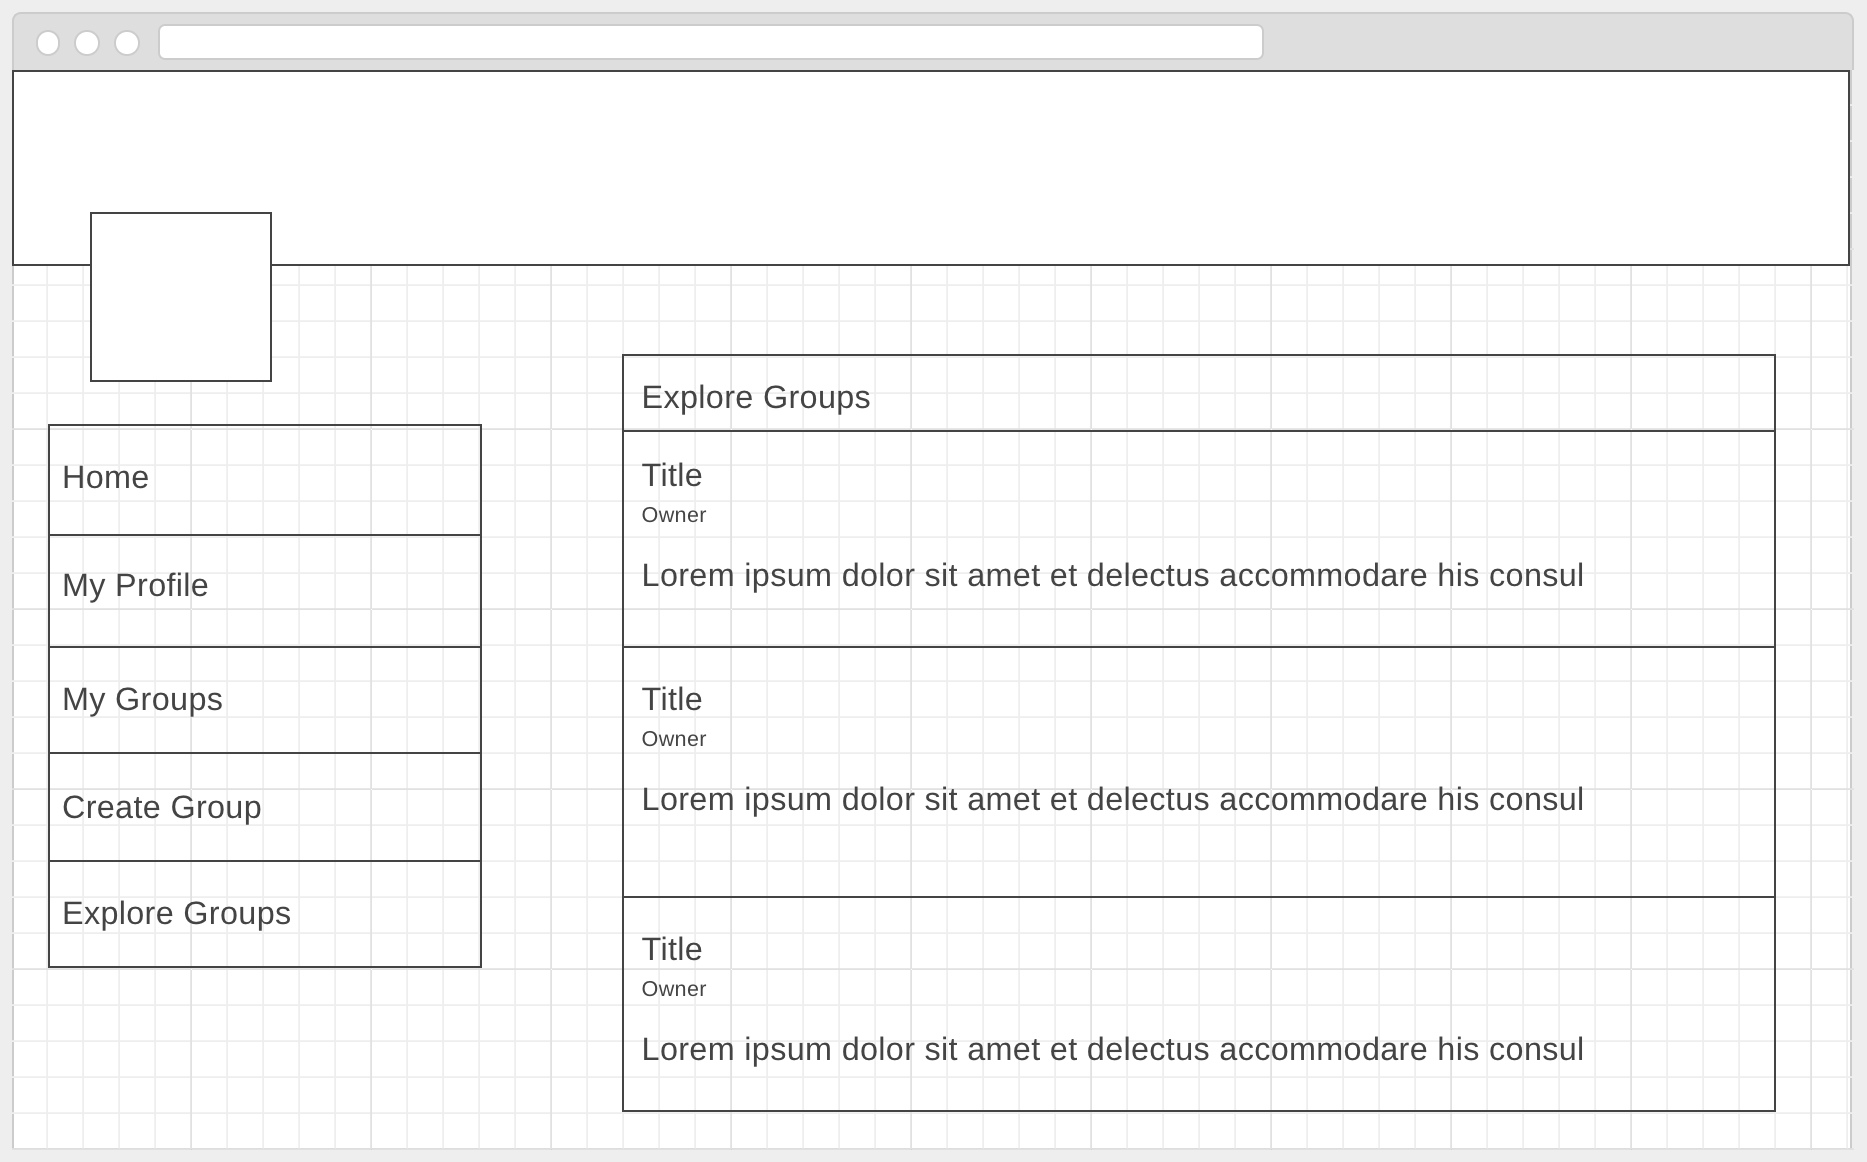 Home
My Profile
My Groups
Create Group
Explore Groups
Explore Groups
Title
Owner
Lorem ipsum dolor sit amet et delectus accommodare his consul
Title
Owner
Lorem ipsum dolor sit amet et delectus accommodare his consul
Title
Owner
Lorem ipsum dolor sit amet et delectus accommodare his consul